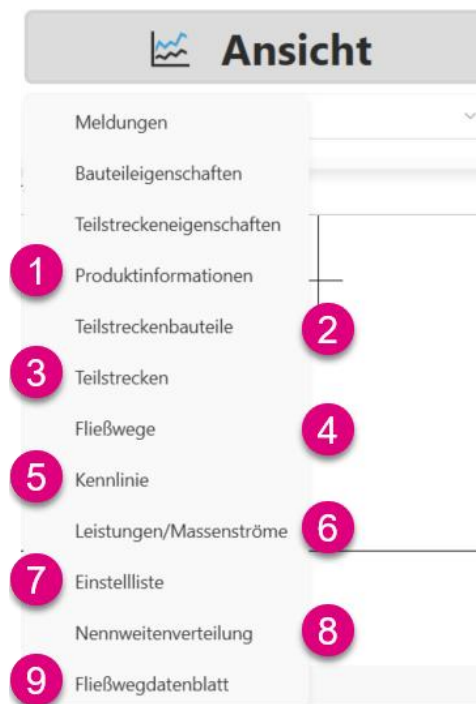 Ansicht
Meldungen
Bauteileigenschaften
Teilstreckeneigenschaften
1 Produktinformationen
Teilstreckenbauteile 2
3 Teilstrecken
Fließwege 4
5 Kennlinie
Leistungen/Massenströme 6
7 Einstellliste
Nennweitenverteilung 8
9 Fließwegdatenblatt